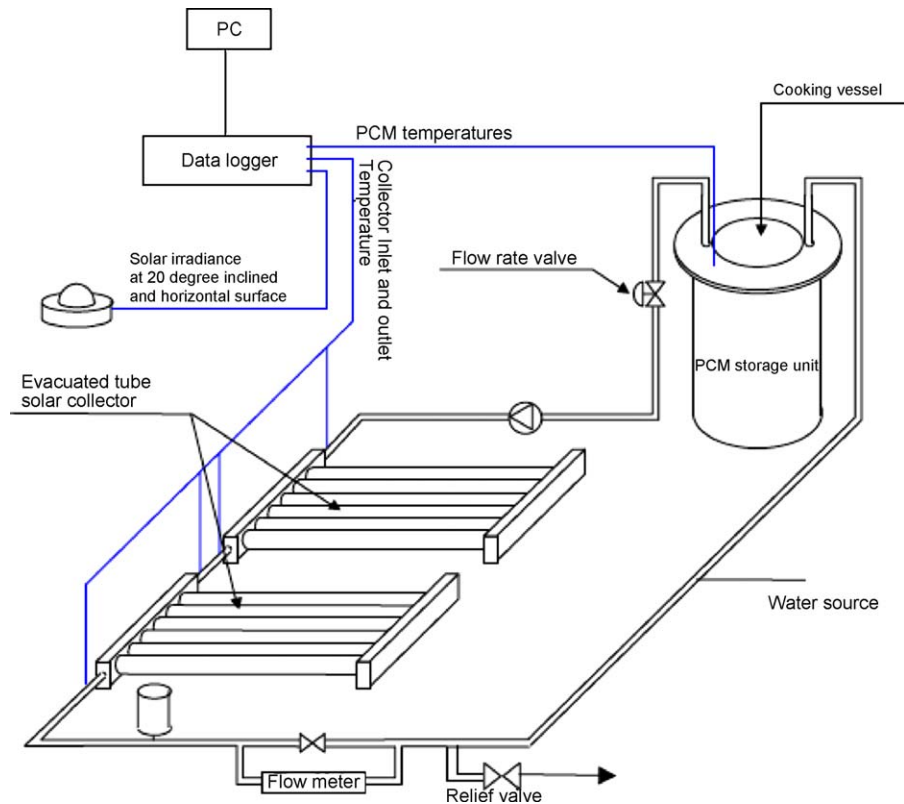 PC
Cooking vessel
PCM temperatures
Data logger
Collector Inlet and outlet
Temperature
Solar irradiance
at 20 degree inclined
and horizontal surface
Flow rate valve
PCM storage unit
Evacuated tube
solar collector
Water source
Flow meter
Relief valve